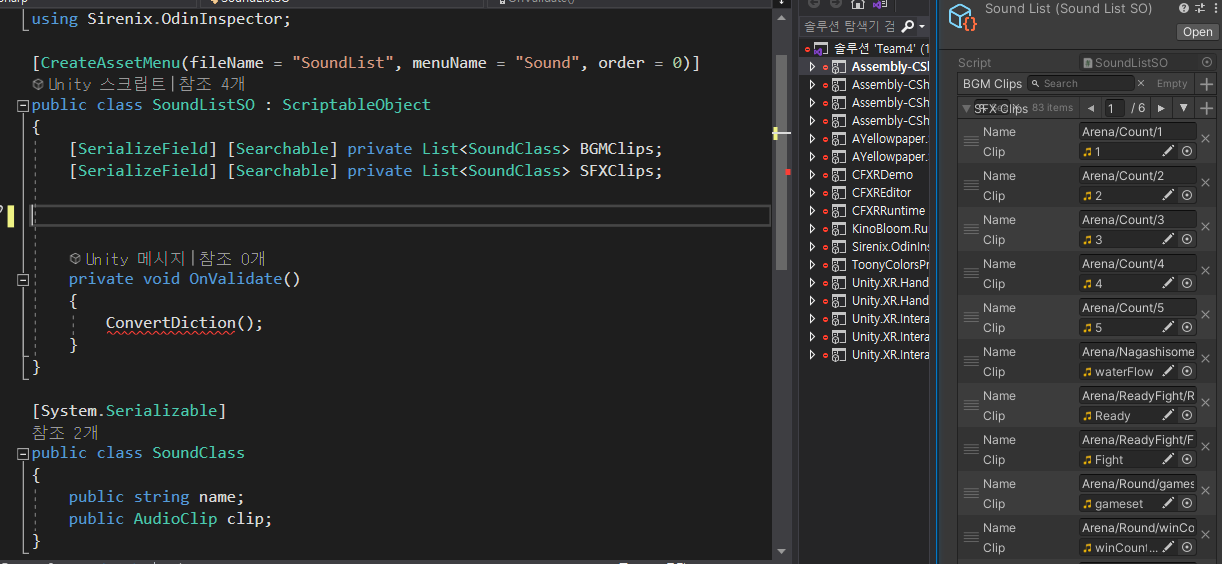 SoundListSO
OnValidate()
using Sirenix.OdinInspector;
[CreateAssetMenu(fileName = "SoundList", menuName = "Sound", order = 0)]
Unity 스크립트|참조 4개
public class SoundListSO : ScriptableObject
{
[SerializeField] [Searchable] private List<SoundClass> BGMClips;
[SerializeField] [Searchable] private List<SoundClass> SFXClips;
Unity 메시지|참조 0개
private void OnValidate()
{
ConvertDiction();
}
}
[System.Serializable]
참조 2개
public class SoundClass
{
public string name;
public AudioClip clip;
}
솔루션 탐색기 검
솔루션 'Team4' (1
Assembly-CSh
Assembly-CSh
Assembly-CSh
Assembly-CSh
AYellowpaper.
AYellowpaper.
CFXRDemo
CFXREditor
CFXRRuntime
KinoBloom.Ru
Sirenix.OdinIns
ToonyColorsPr
Unity.XR.Hand
Unity.XR.Hand
Unity.XR.Intera
Unity.XR.Intera
Unity.XR.Intera
Sound List (Sound List SO)
Open
Script SoundListSO
BGM Clips Search Empty
SFX Clips 83 items 1 / 6
Name Arena/Count/1
Clip 1
Name Arena/Count/2
Clip 2
Name Arena/Count/3
Clip 3
Name Arena/Count/4
Clip 4
Name Arena/Count/5
Clip 5
Name Arena/Nagashisome
Clip waterFlow
Name Arena/ReadyFight/R
Clip Ready
Name Arena/ReadyFight/F
Clip Fight
Name Arena/Round/games
Clip gameset
Name Arena/Round/winCo
Clip winCount...